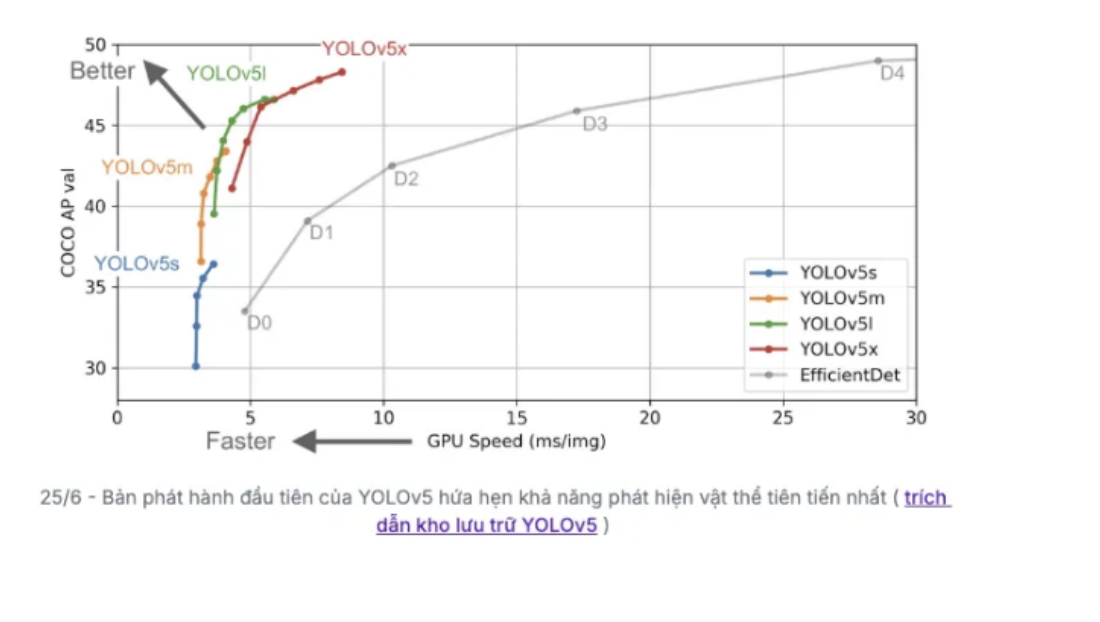 50
YOLOv5x
Better
YOLOv5l
D4
45
D3
YOLOv5m
D2
COCO AP val
40
D1
YOLOv5s
35
D0
30
YOLOv5s
YOLOv5m
YOLOv5l
YOLOv5x
EfficientDet
0 5 10 15 20 25 30
Faster GPU Speed (ms/img)
25/6 - Bản phát hành đầu tiên của YOLOv5 hứa hẹn khả năng phát hiện vật thể tiên tiến nhất ( trích
dẫn kho lưu trữ YOLOv5 )